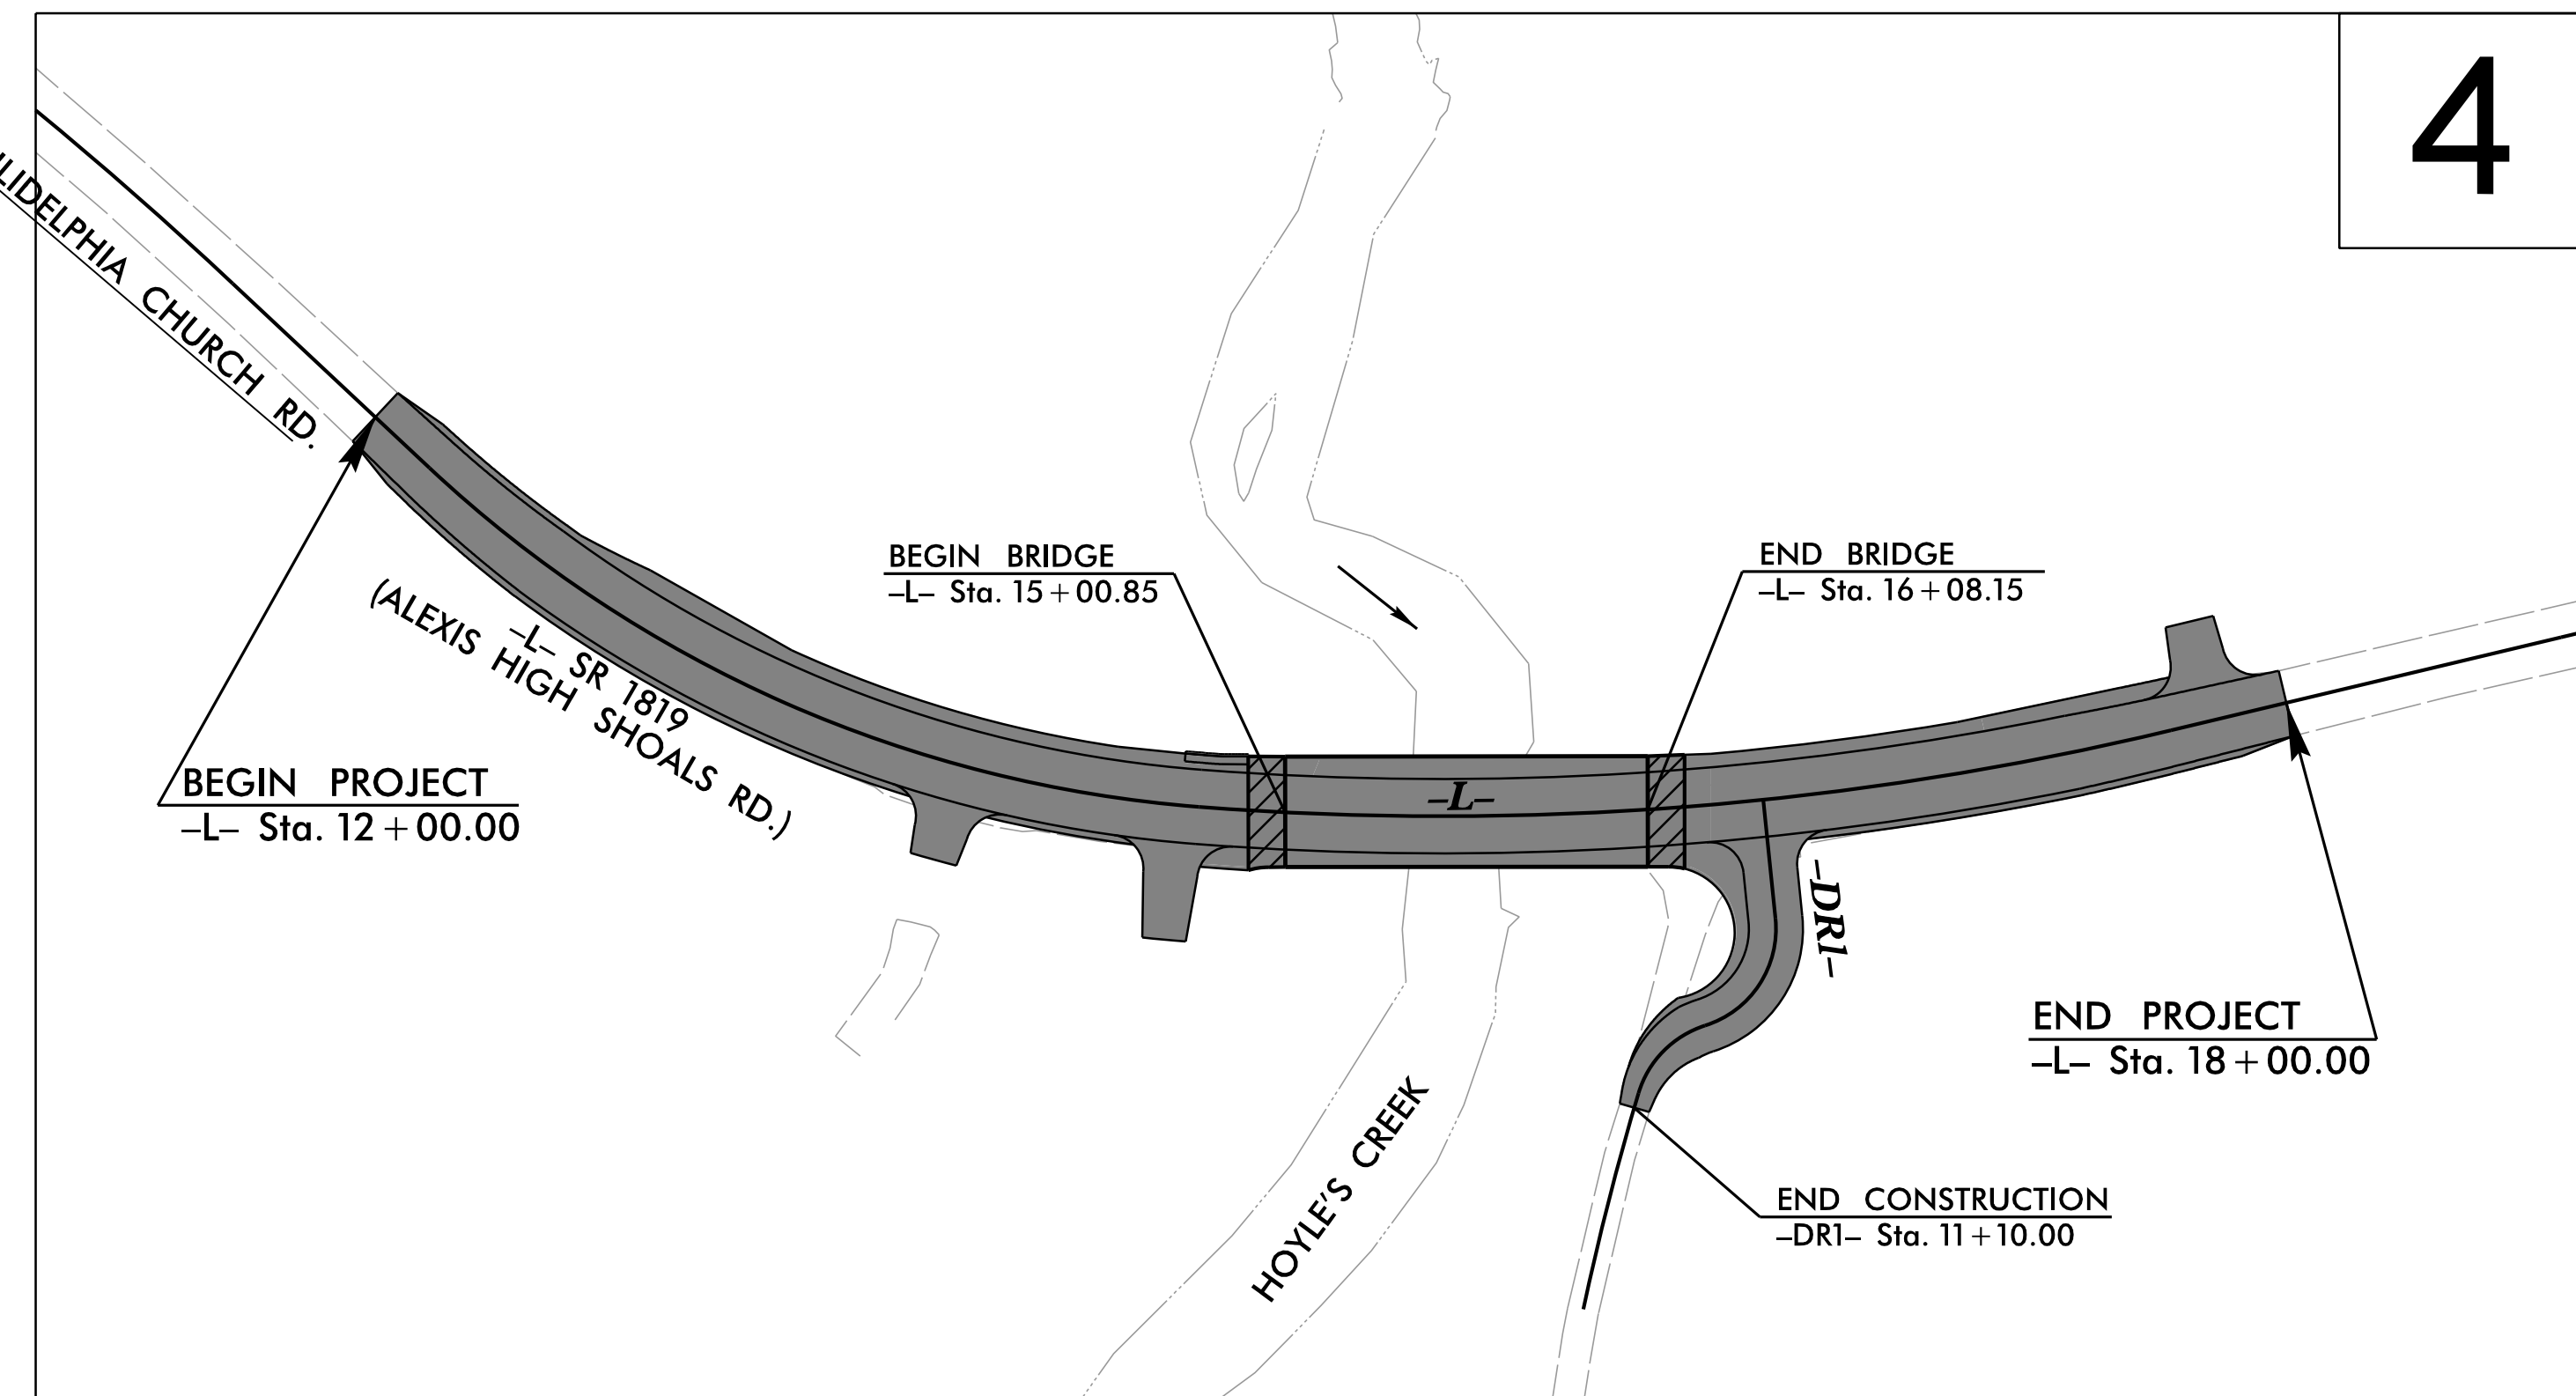 4
CHURCH RD.
BEGIN BRIDGE
-L- Sta. 15+00.85
END BRIDGE
-L- Sta. 16+08.15
-L- SR 1819
(ALEXIS HIGH SHOALS RD.)
BEGIN PROJECT
-L- Sta. 12+00.00
-L-
-DR1-
END PROJECT
-L- Sta. 18+00.00
HOYLE'S CREEK
END CONSTRUCTION
-DR1- Sta. 11+10.00